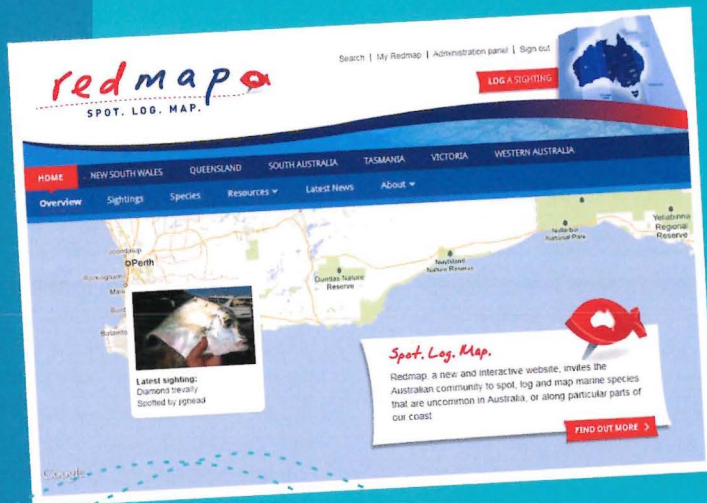 redmap
SPOT. LOG. MAP.
Search | My Redmap | Administration panel | Sign out
LOG A SIGHTING
HOME NEW SOUTH WALES QUEENSLAND SOUTH AUSTRALIA TASMANIA VICTORIA WESTERN AUSTRALIA
Overview Sightings Species Resources Latest News About
Perth
Dundas Nature
Reserve
Nuytsland
Nature Reserve
Nullarbor
National Park
Yellabinna
Regional
Reserve
Latest sighting:
Diamond trevally
Spotted by jighead
Spot. Log. Map.
Redmap, a new and interactive website, invites the
Australian community to spot, log and map marine species
that are uncommon in Australia, or along particular parts of
our coast
FIND OUT MORE
Google